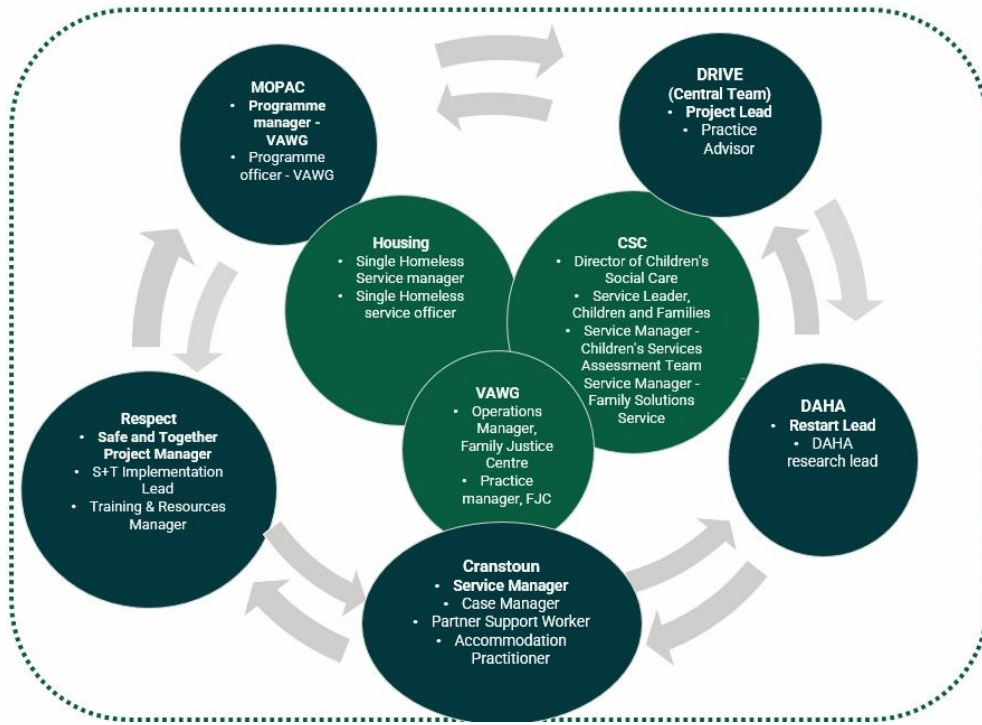 MOPAC
• Programme
manager -
VAWG
• Programme
officer - VAWG
DRIVE
(Central Team)
• Project Lead
• Practice
Advisor
Housing
• Single Homeless
Service manager
• Single Homeless
service officer
CSC
• Director of Children's
Social Care
• Service Leader,
Children and Families
• Service Manager -
Children's Services
Assessment Team
Service Manager -
Family Solutions
Service
VAWG
• Operations
Manager,
Family Justice
Centre
• Practice
manager, FJC
Respect
• Safe and Together
Project Manager
• S+T Implementation
Lead
• Training & Resources
Manager
DAHA
• Restart Lead
• DAHA
research lead
Cranstoun
• Service Manager
• Case Manager
• Partner Support Worker
• Accommodation
Practitioner